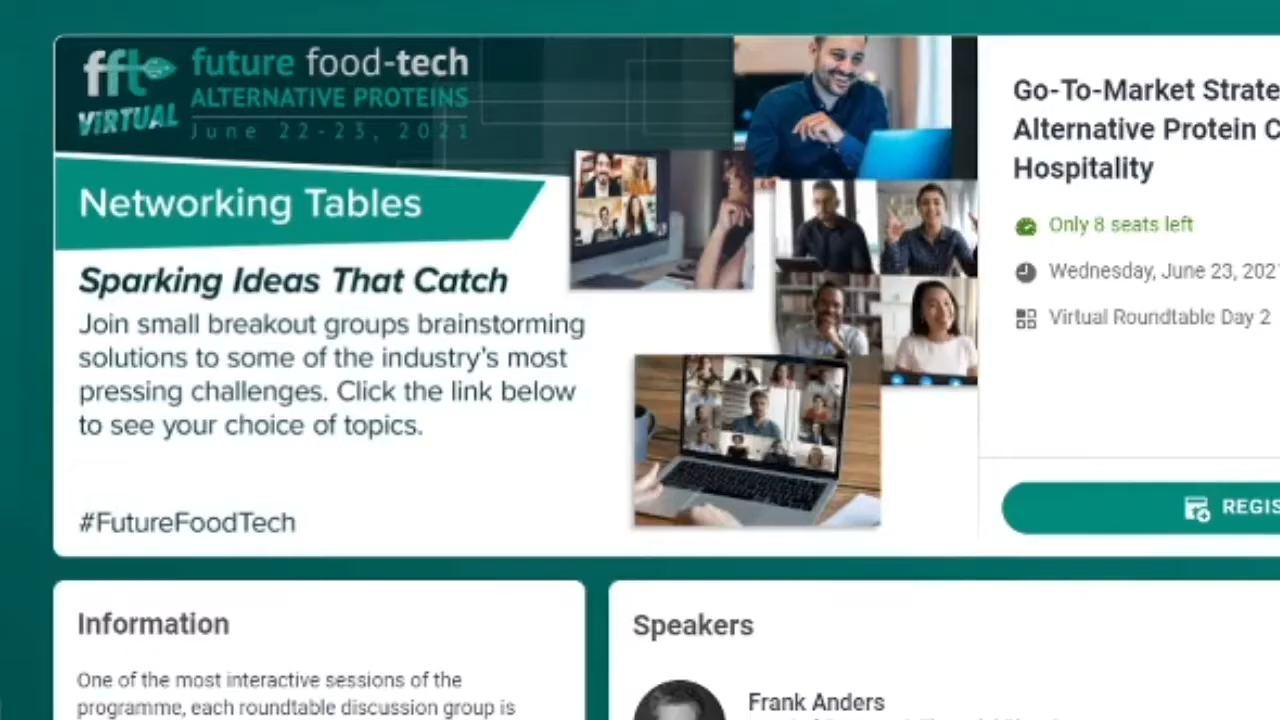 fft
VIRTUAL
future food-tech
ALTERNATIVE PROTEINS
June 22-23, 2021
Networking Tables
Sparking Ideas That Catch
Join small breakout groups brainstorming
solutions to some of the industry's most
pressing challenges. Click the link below
to see your choice of topics.
#FutureFoodTech
Go-To-Market Strate
Alternative Protein C
Hospitality
Only 8 seats left
Wednesday, June 23, 202
Virtual Roundtable Day 2
REGIS
Information
One of the most interactive sessions of the
programme, each roundtable discussion group is
Speakers
Frank Anders